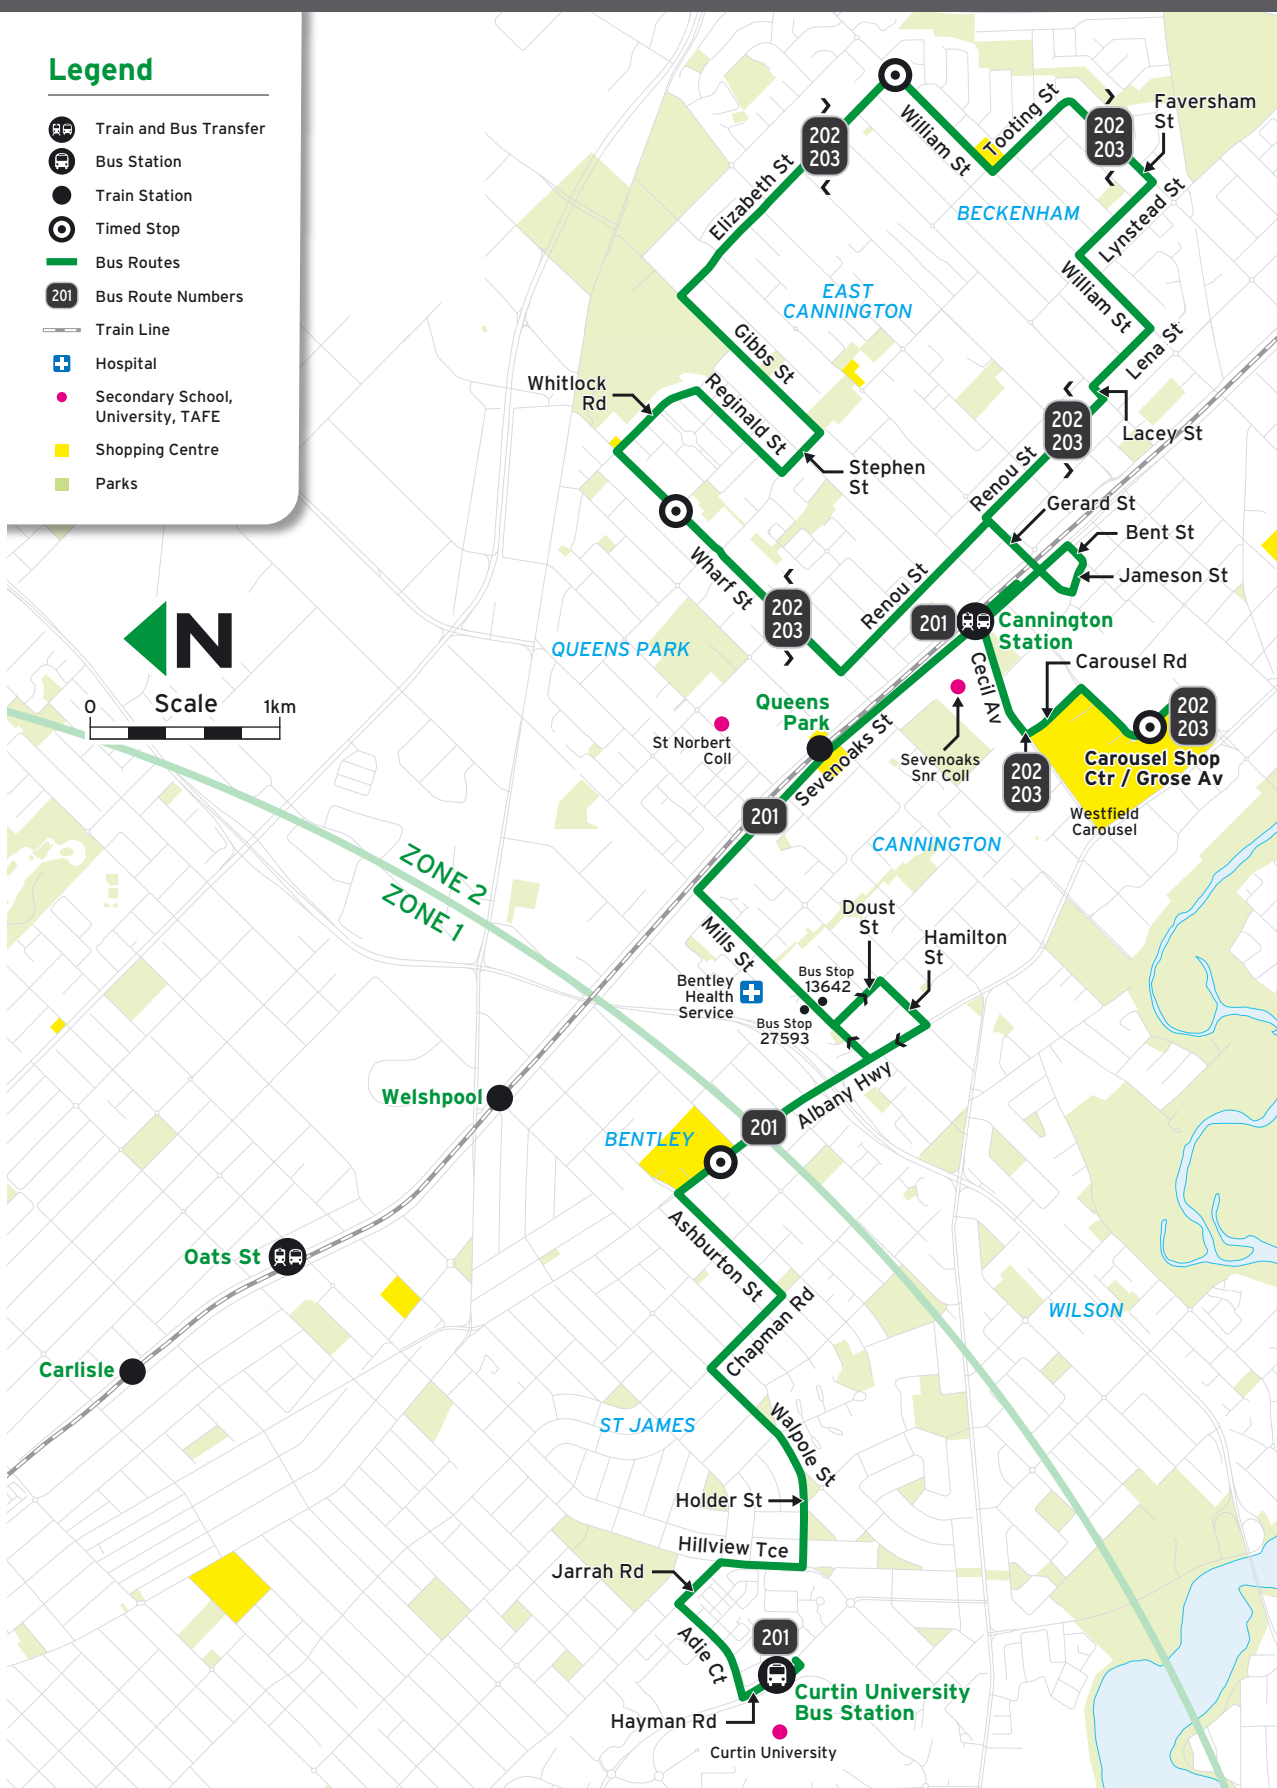 Legend
Train and Bus Transfer
Bus Station
Train Station
Timed Stop
Bus Routes
201
Bus Route Numbers
Train Line
Hospital
Secondary School,
University, TAFE
Shopping Centre
Parks
N
Scale
0
1km
202
203
William St
Tooting St
202
203
Faversham
St
Elizabeth St
BECKENHAM
Lynstead St
William St
EAST
CANNINGTON
Gibbs St
Lena St
Whitlock
Rd
Reginald St
202
203
Lacey St
Stephen
St
Renou St
Gerard St
Bent St
Jameson St
Wharf St
202
203
Renou St
201
Cannington
Station
QUEENS PARK
Cecil Av
Carousel Rd
Queens
Park
St Norbert
Coll
Sevenoaks St
Sevenoaks
Snr Coll
202
203
202
203
Carousel Shop
Ctr / Grose Av
Westfield
Carousel
201
CANNINGTON
ZONE 2
ZONE 1
Mills St
Doust
St
Hamilton
St
Bentley
Health
Service
Bus Stop
13642
Bus Stop
27593
Albany Hwy
Welshpool
201
BENTLEY
Ashburton St
Oats St
Chapman Rd
WILSON
Carlisle
Walpole St
ST JAMES
Holder St
Hillview Tce
Jarrah Rd
Adie Ct
201
Curtin University
Bus Station
Hayman Rd
Curtin University